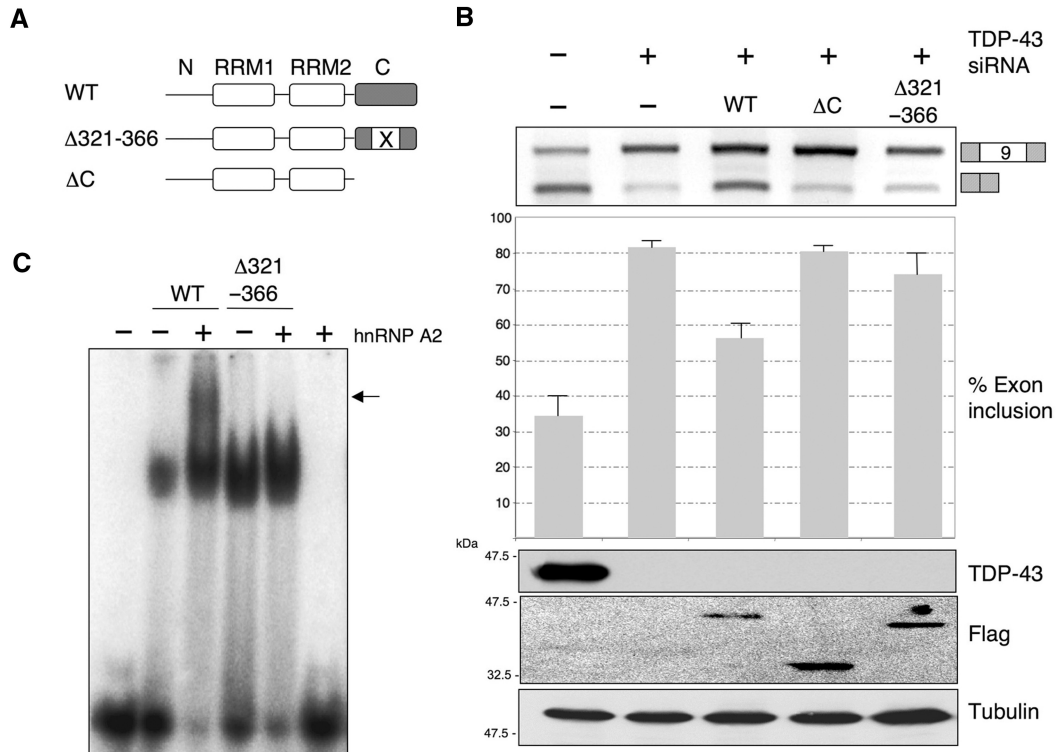 A
N RRM1 RRM2 C
WT
Δ321-366 X
ΔC
B
− + + + + TDP-43
siRNA
− − WT ΔC Δ321
−366
9
100
80
70
60
50
40
30
20
10
% Exon
inclusion
kDa
47.5 -
TDP-43
47.5 -
Flag
32.5 -
Tubulin
47.5 -
C
WT Δ321
−366
− − + − + + hnRNP A2